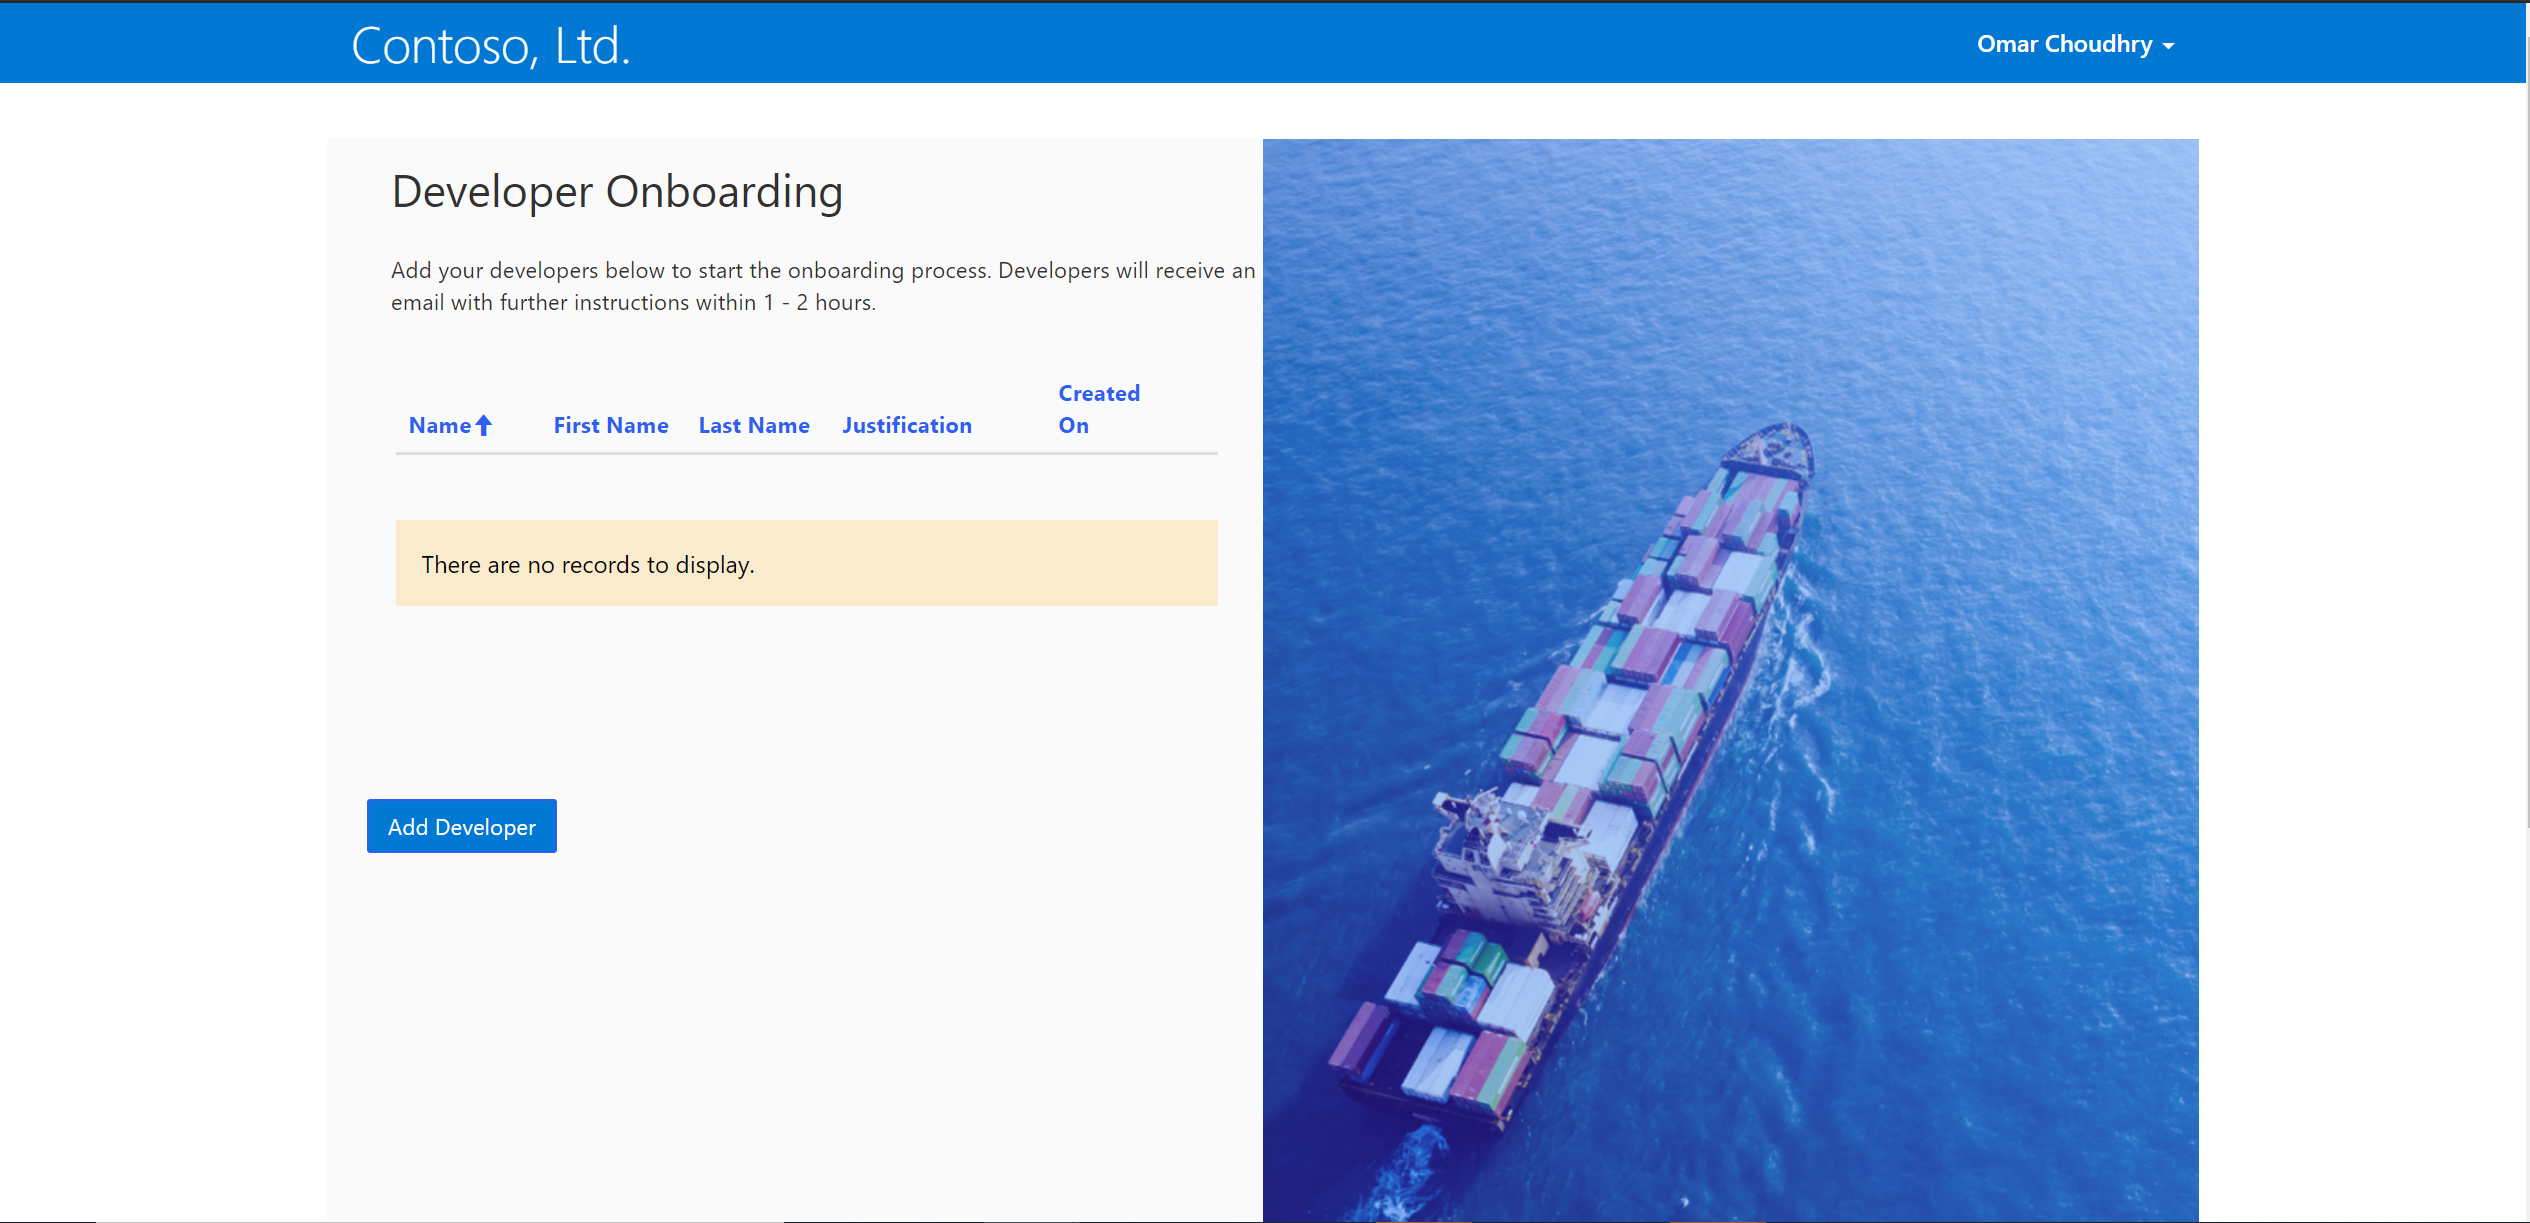 Contoso, Ltd.
Omar Choudhry
Developer Onboarding
Add your developers below to start the onboarding process. Developers will receive an
email with further instructions within 1 - 2 hours.
Name First Name Last Name Justification Created On
There are no records to display.
Add Developer